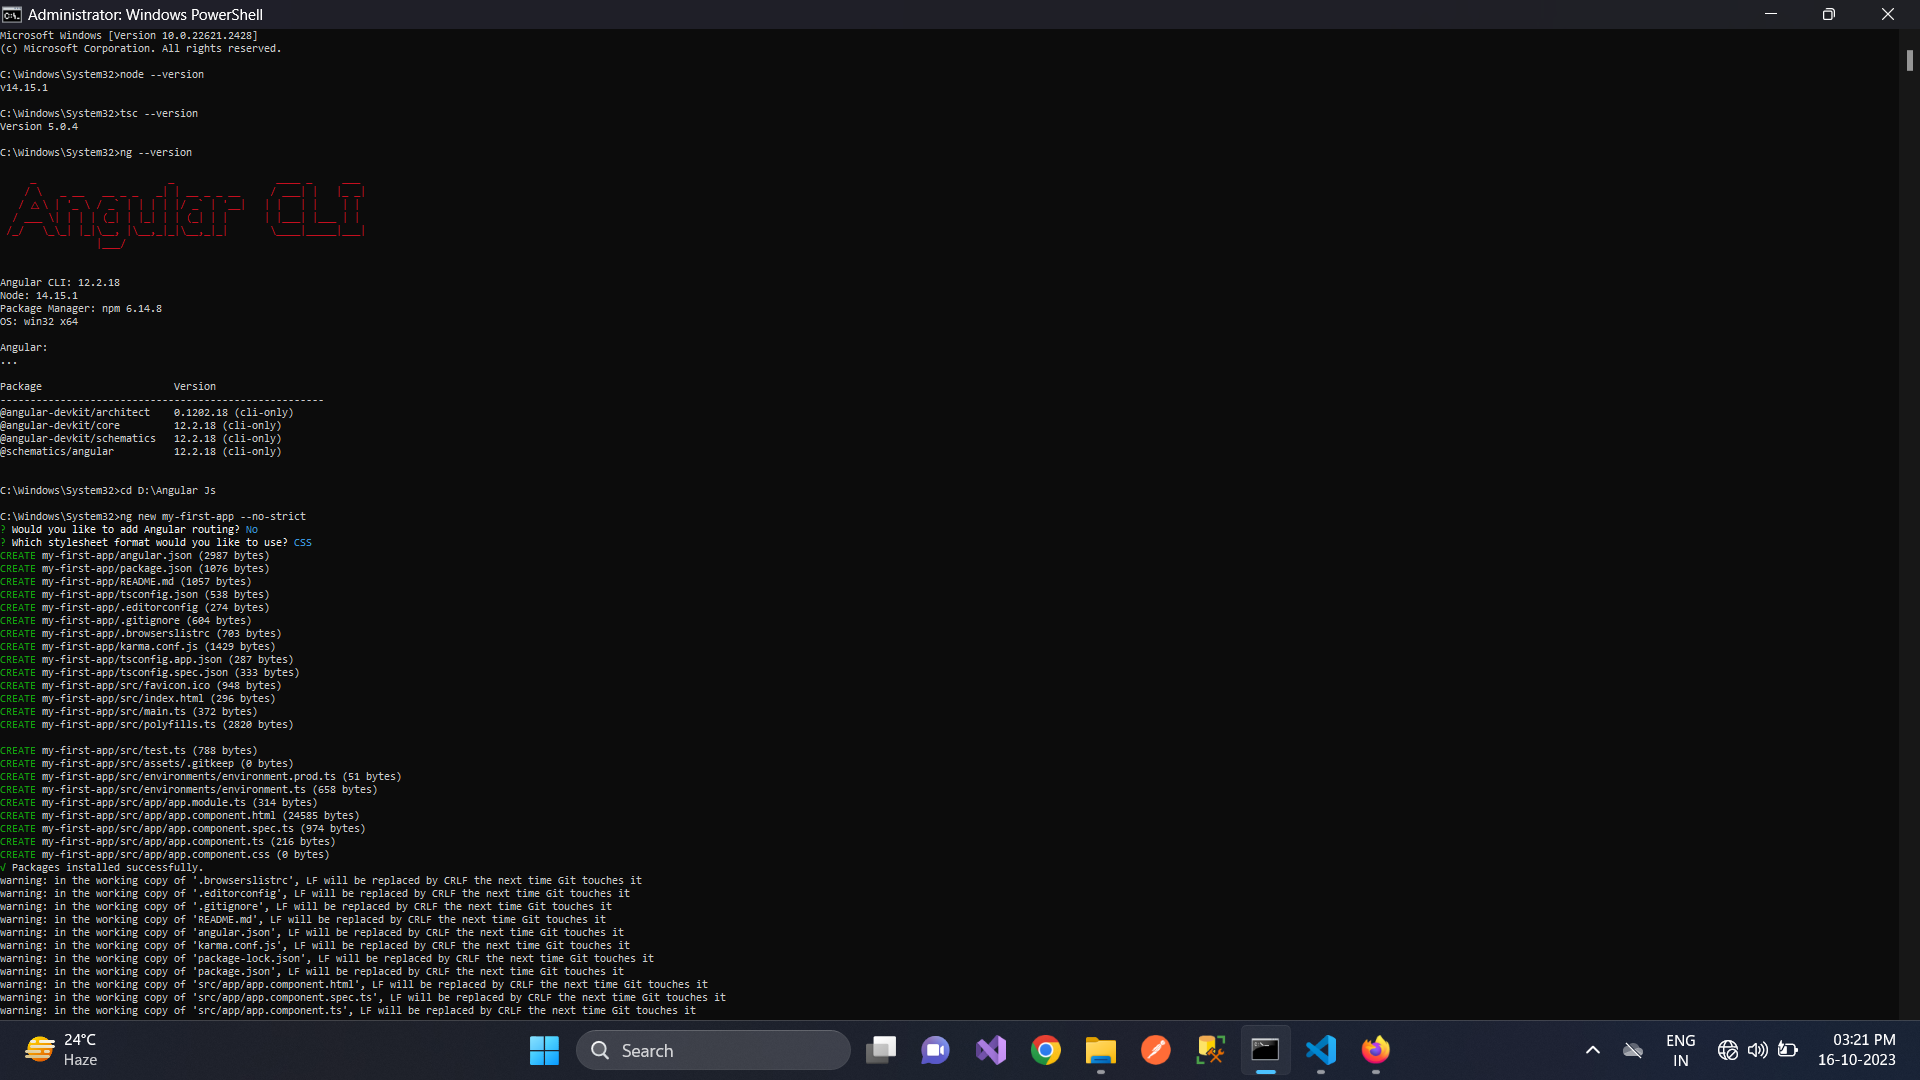 Administrator: Windows PowerShell
Microsoft Windows [Version 10.0.22621.2428]
(c) Microsoft Corporation. All rights reserved.
C:\Windows\System32>node --version
v14.15.1
C:\Windows\System32>tsc --version
Version 5.0.4
C:\Windows\System32>ng --version
Angular CLI
Angular CLI: 12.2.18
Node: 14.15.1
Package Manager: npm 6.14.8
OS: win32 x64
Angular:
...
Package                      Version
------------------------------------------------------
@angular-devkit/architect    0.1202.18 (cli-only)
@angular-devkit/core         12.2.18 (cli-only)
@angular-devkit/schematics   12.2.18 (cli-only)
@schematics/angular          12.2.18 (cli-only)
C:\Windows\System32>cd D:\Angular Js
C:\Windows\System32>ng new my-first-app --no-strict
? Would you like to add Angular routing? No
? Which stylesheet format would you like to use? CSS
CREATE my-first-app/angular.json (2987 bytes)
CREATE my-first-app/package.json (1076 bytes)
CREATE my-first-app/README.md (1057 bytes)
CREATE my-first-app/tsconfig.json (538 bytes)
CREATE my-first-app/.editorconfig (274 bytes)
CREATE my-first-app/.gitignore (604 bytes)
CREATE my-first-app/.browserslistrc (703 bytes)
CREATE my-first-app/karma.conf.js (1429 bytes)
CREATE my-first-app/tsconfig.app.json (287 bytes)
CREATE my-first-app/tsconfig.spec.json (333 bytes)
CREATE my-first-app/src/favicon.ico (948 bytes)
CREATE my-first-app/src/index.html (296 bytes)
CREATE my-first-app/src/main.ts (372 bytes)
CREATE my-first-app/src/polyfills.ts (2820 bytes)
CREATE my-first-app/src/test.ts (788 bytes)
CREATE my-first-app/src/assets/.gitkeep (0 bytes)
CREATE my-first-app/src/environments/environment.prod.ts (51 bytes)
CREATE my-first-app/src/environments/environment.ts (658 bytes)
CREATE my-first-app/src/app/app.module.ts (314 bytes)
CREATE my-first-app/src/app/app.component.html (24585 bytes)
CREATE my-first-app/src/app/app.component.spec.ts (974 bytes)
CREATE my-first-app/src/app/app.component.ts (216 bytes)
CREATE my-first-app/src/app/app.component.css (0 bytes)
√ Packages installed successfully.
warning: in the working copy of '.browserslistrc', LF will be replaced by CRLF the next time Git touches it
warning: in the working copy of '.editorconfig', LF will be replaced by CRLF the next time Git touches it
warning: in the working copy of '.gitignore', LF will be replaced by CRLF the next time Git touches it
warning: in the working copy of 'README.md', LF will be replaced by CRLF the next time Git touches it
warning: in the working copy of 'angular.json', LF will be replaced by CRLF the next time Git touches it
warning: in the working copy of 'karma.conf.js', LF will be replaced by CRLF the next time Git touches it
warning: in the working copy of 'package-lock.json', LF will be replaced by CRLF the next time Git touches it
warning: in the working copy of 'package.json', LF will be replaced by CRLF the next time Git touches it
warning: in the working copy of 'src/app/app.component.html', LF will be replaced by CRLF the next time Git touches it
warning: in the working copy of 'src/app/app.component.spec.ts', LF will be replaced by CRLF the next time Git touches it
warning: in the working copy of 'src/app/app.component.ts', LF will be replaced by CRLF the next time Git touches it
24°C
Haze
Search
ENG
IN
03:21 PM
16-10-2023